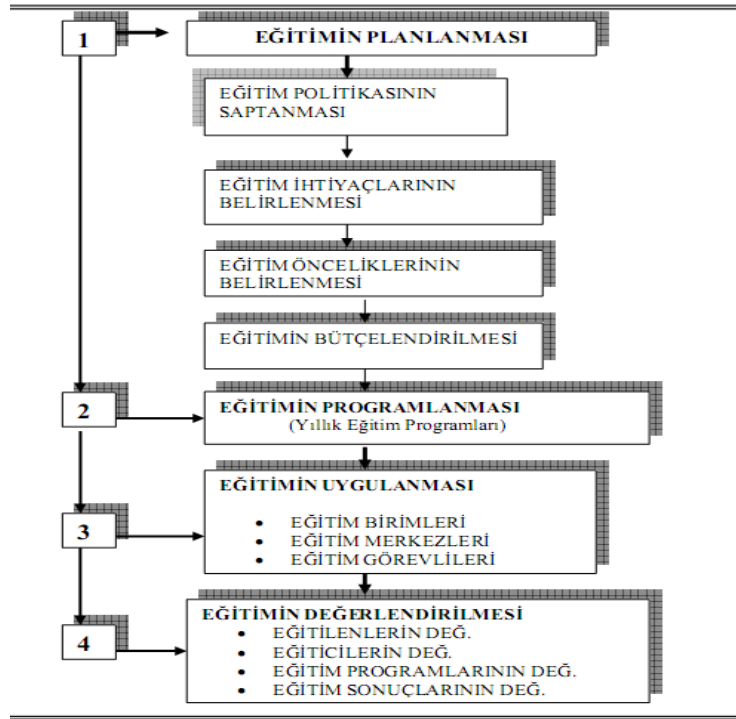 1
EĞİTİMİN PLANLANMASI
EĞİTİM POLİTİKASININ
SAPTANMASI
EĞİTİM İHTİYAÇLARININ
BELİRLENMESİ
EĞİTİM ÖNCELİKLERİNİN
BELİRLENMESİ
EĞİTİMİN BÜTÇELENDİRİLMESİ
2
EĞİTİMİN PROGRAMLANMASI
(Yıllık Eğitim Programları)
3
EĞİTİMİN UYGULANMASI
• EĞİTİM BİRİMLERİ
• EĞİTİM MERKEZLERİ
• EĞİTİM GÖREVLİLERİ
4
EĞİTİMİN DEĞERLENDİRİLMESİ
• EĞİTİLENLERİN DEĞ.
• EĞİTİCİLERİN DEĞ.
• EĞİTİM PROGRAMLARININ DEĞ.
• EĞİTİM SONUÇLARININ DEĞ.